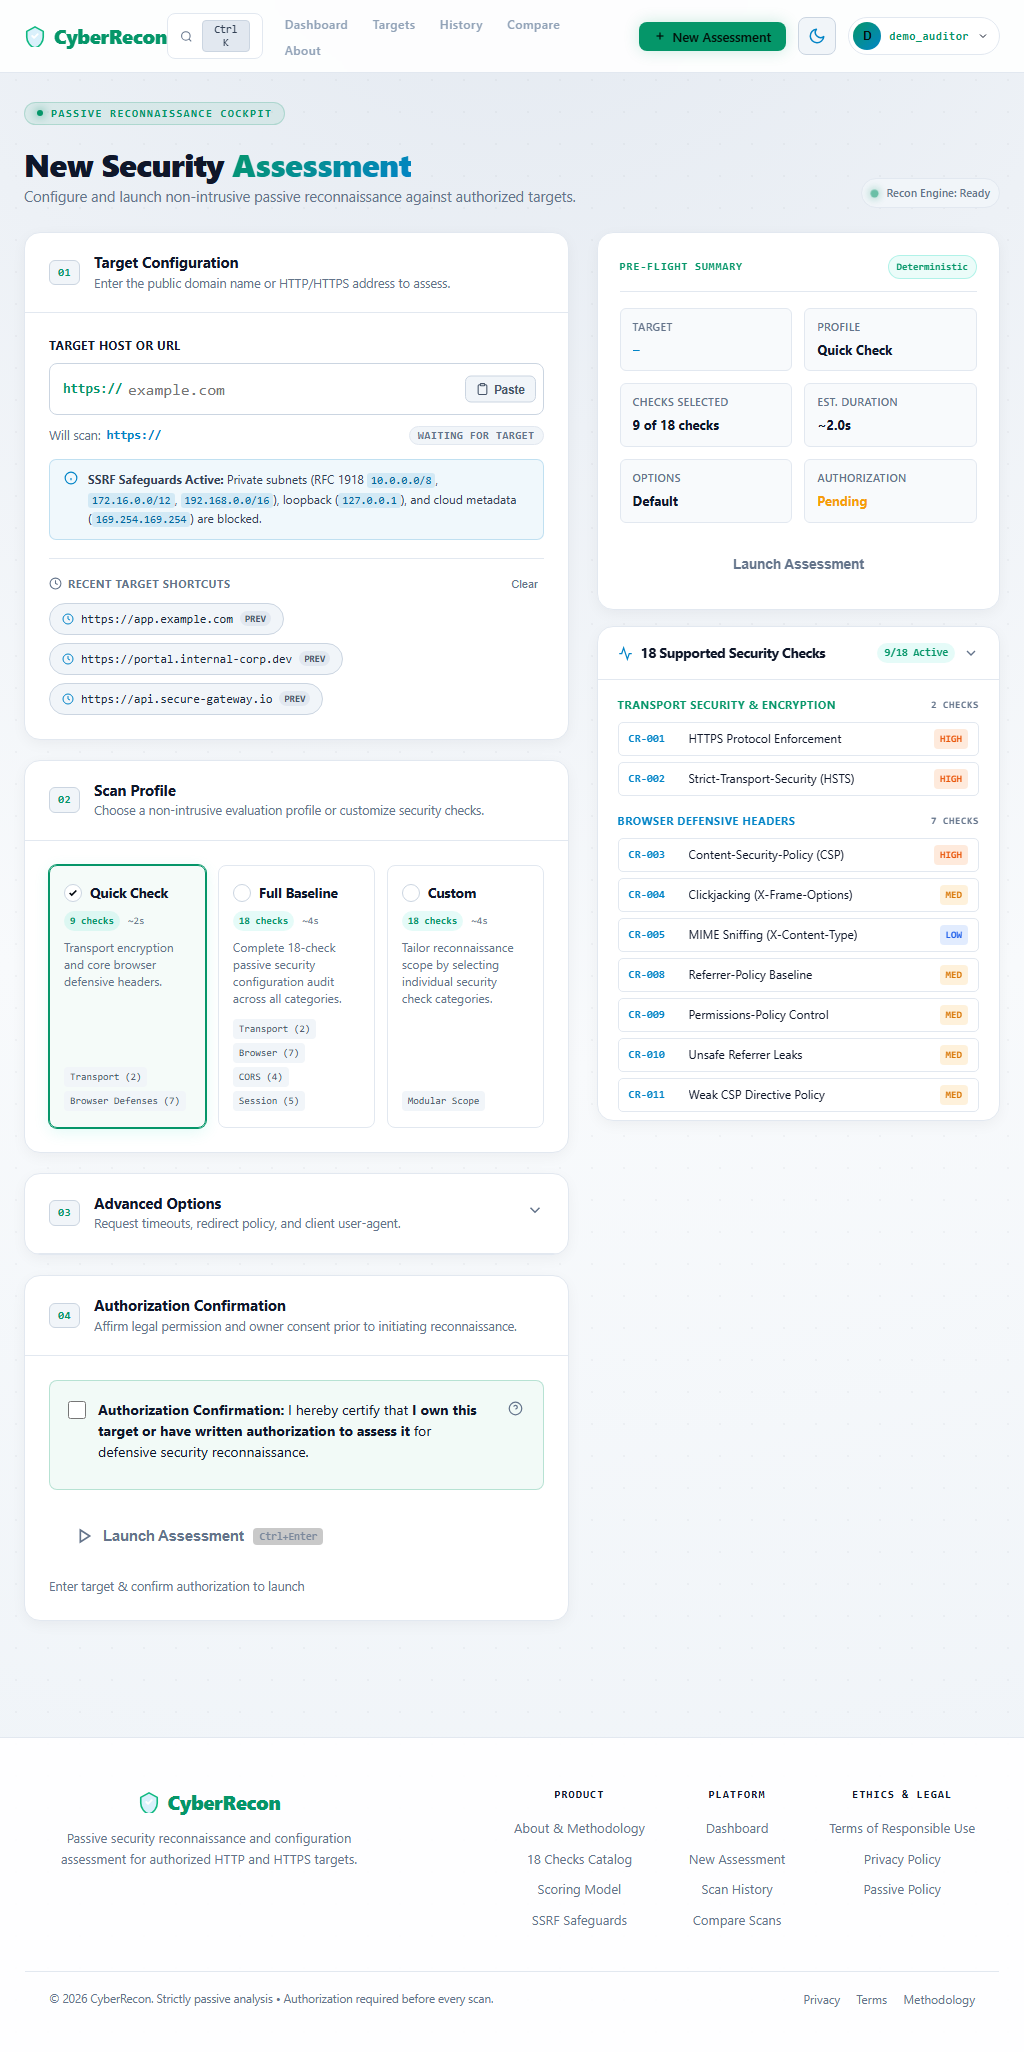 CyberRecon
Ctrl
K
Dashboard Targets History Compare
About
+ New Assessment
D demo_auditor
PASSIVE RECONNAISSANCE COCKPIT
New Security Assessment
Configure and launch non-intrusive passive reconnaissance against authorized targets.
Recon Engine: Ready
01 Target Configuration
Enter the public domain name or HTTP/HTTPS address to assess.
TARGET HOST OR URL
https:// example.com Paste
Will scan: https:// WAITING FOR TARGET
SSRF Safeguards Active: Private subnets (RFC 1918 10.0.0.0/8,
172.16.0.0/12, 192.168.0.0/16), loopback (127.0.0.1), and cloud metadata
(169.254.169.254) are blocked.
RECENT TARGET SHORTCUTS Clear
https://app.example.com PREV
https://portal.internal-corp.dev PREV
https://api.secure-gateway.io PREV
02 Scan Profile
Choose a non-intrusive evaluation profile or customize security checks.
Quick Check
9 checks ~2s
Transport encryption
and core browser
defensive headers.
Transport (2)
Browser Defenses (7)
Full Baseline
18 checks ~4s
Complete 18-check
passive security
configuration audit
across all categories.
Transport (2)
Browser (7)
CORS (4)
Session (5)
Custom
18 checks ~4s
Tailor reconnaissance
scope by selecting
individual security
check categories.
Modular Scope
03 Advanced Options
Request timeouts, redirect policy, and client user-agent.
04 Authorization Confirmation
Affirm legal permission and owner consent prior to initiating reconnaissance.
Authorization Confirmation: I hereby certify that I own this
target or have written authorization to assess it for
defensive security reconnaissance.
Launch Assessment Ctrl+Enter
Enter target & confirm authorization to launch
PRE-FLIGHT SUMMARY Deterministic
TARGET
–
PROFILE
Quick Check
CHECKS SELECTED
9 of 18 checks
EST. DURATION
~2.0s
OPTIONS
Default
AUTHORIZATION
Pending
Launch Assessment
18 Supported Security Checks 9/18 Active
TRANSPORT SECURITY & ENCRYPTION 2 CHECKS
CR-001 HTTPS Protocol Enforcement HIGH
CR-002 Strict-Transport-Security (HSTS) HIGH
BROWSER DEFENSIVE HEADERS 7 CHECKS
CR-003 Content-Security-Policy (CSP) HIGH
CR-004 Clickjacking (X-Frame-Options) MED
CR-005 MIME Sniffing (X-Content-Type) LOW
CR-008 Referrer-Policy Baseline MED
CR-009 Permissions-Policy Control MED
CR-010 Unsafe Referrer Leaks MED
CR-011 Weak CSP Directive Policy MED
CyberRecon
Passive security reconnaissance and configuration
assessment for authorized HTTP and HTTPS targets.
PRODUCT
About & Methodology
18 Checks Catalog
Scoring Model
SSRF Safeguards
PLATFORM
Dashboard
New Assessment
Scan History
Compare Scans
ETHICS & LEGAL
Terms of Responsible Use
Privacy Policy
Passive Policy
© 2026 CyberRecon. Strictly passive analysis • Authorization required before every scan.
Privacy Terms Methodology